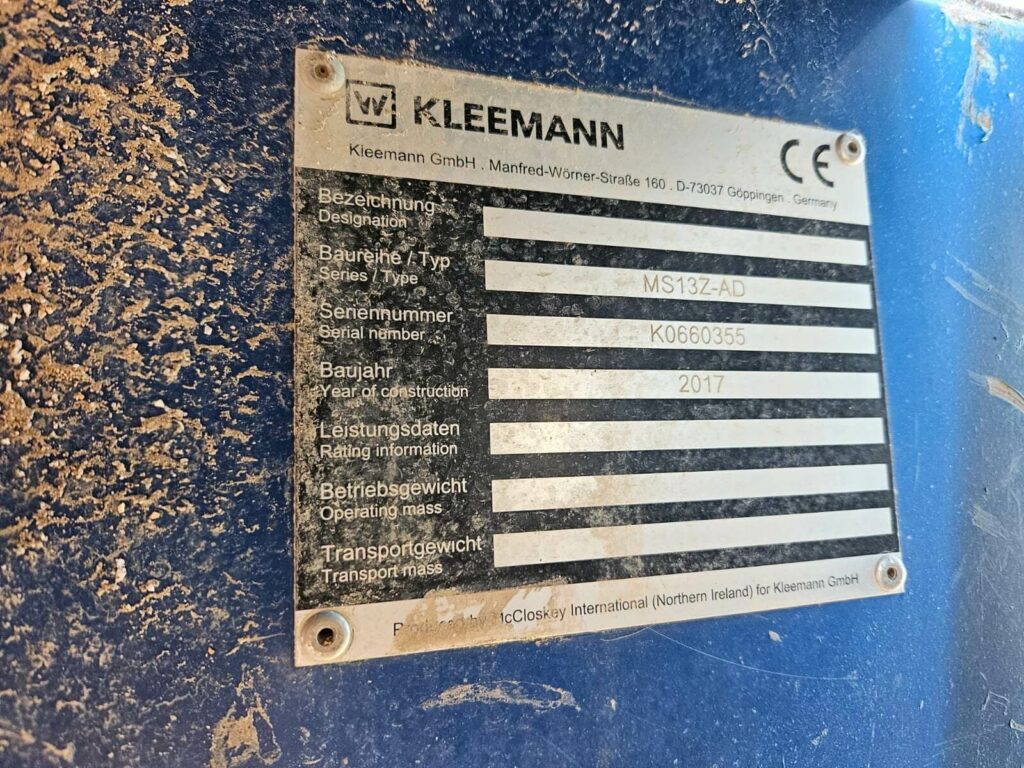 W KLEEMANN
CE
Kleemann GmbH . Manfred-Wörner-Straße 160 . D-73037 Göppingen . Germany
Bezeichnung
Designation
Baureihe / Typ
Series / Type
MS13Z-AD
Seriennummer
Serial number
K0660355
Baujahr
Year of construction
2017
Leistungsdaten
Rating information
Betriebsgewicht
Operating mass
Transportgewicht
Transport mass
Produced by McCloskey International (Northern Ireland) for Kleemann GmbH